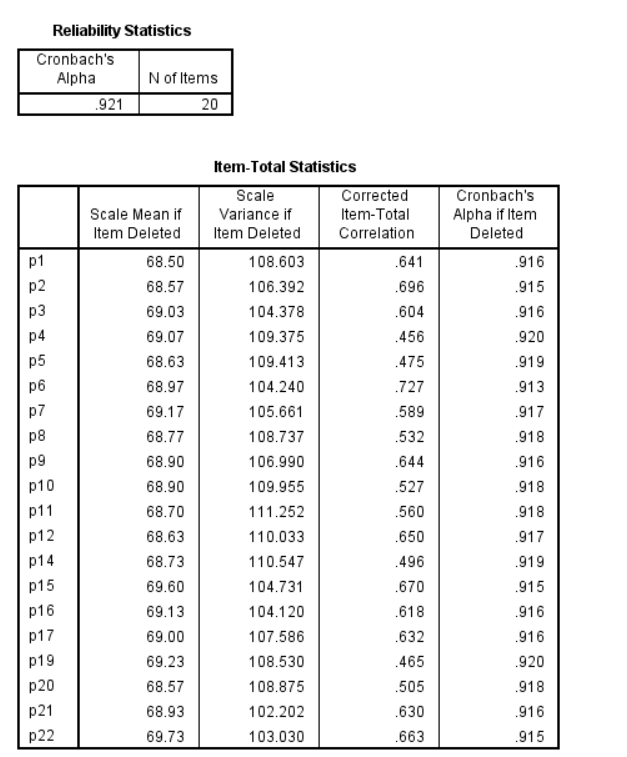 Reliability Statistics
Cronbach's
Alpha N of Items
.921 20
Item-Total Statistics
Scale Mean if Item Deleted Scale Variance if Item Deleted Corrected Item-Total Correlation Cronbach's Alpha if Item Deleted
p1 68.50 108.603 .641 .916
p2 68.57 106.392 .696 .915
p3 69.03 104.378 .604 .916
p4 69.07 109.375 .456 .920
p5 68.63 109.413 .475 .919
p6 68.97 104.240 .727 .913
p7 69.17 105.661 .589 .917
p8 68.77 108.737 .532 .918
p9 68.90 106.990 .644 .916
p10 68.90 109.955 .527 .918
p11 68.70 111.252 .560 .918
p12 68.63 110.033 .650 .917
p14 68.73 110.547 .496 .919
p15 69.60 104.731 .670 .915
p16 69.13 104.120 .618 .916
p17 69.00 107.586 .632 .916
p19 69.23 108.530 .465 .920
p20 68.57 108.875 .505 .918
p21 68.93 102.202 .630 .916
p22 69.73 103.030 .663 .915